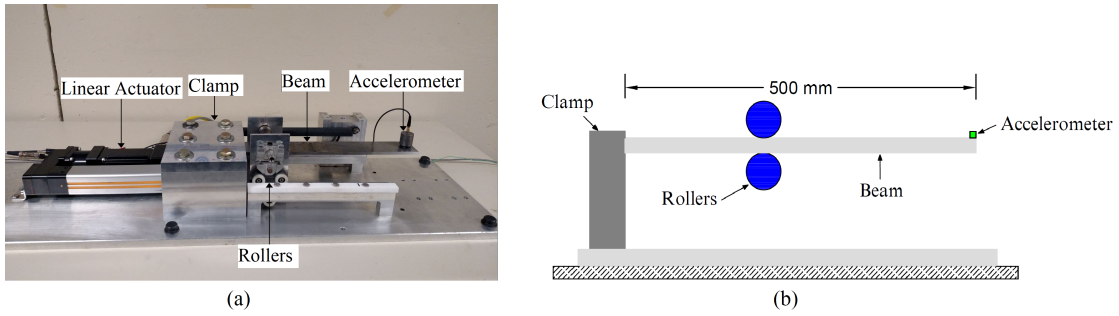 Linear Actuator
Clamp
Beam
Accelerometer
Rollers
(a)
500 mm
Clamp
Accelerometer
Rollers
Beam
(b)